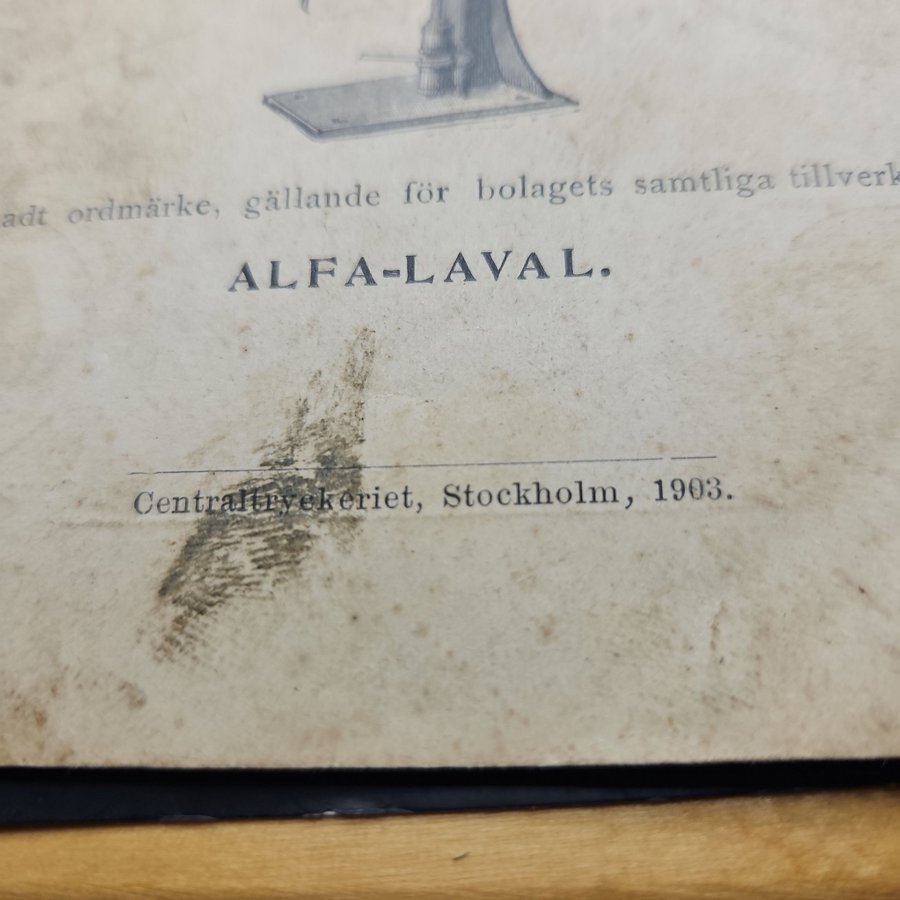 adt ordmärke, gällande för bolagets samtliga tillverk
ALFA-LAVAL.
Centraltryckeriet, Stockholm, 1903.